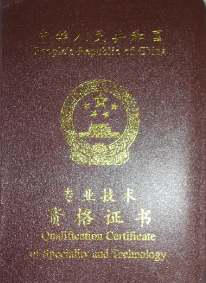 中华人民共和国
People's Republic of China
专业技术
资格证书
Qualification Certificate
of Speciality and Technology